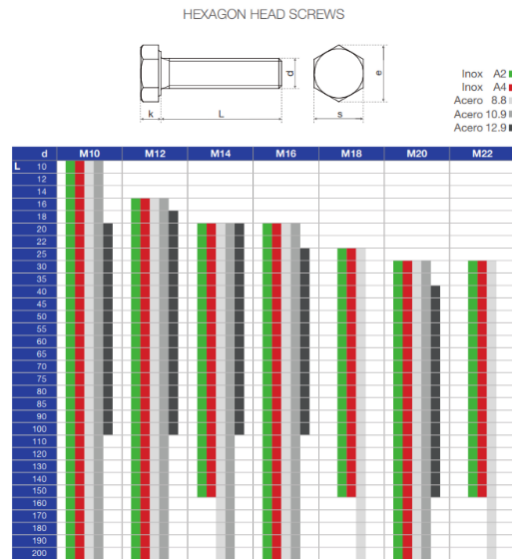 HEXAGON HEAD SCREWS
d
e
k
L
s
Inox A2
Inox A4
Acero 8.8
Acero 10.9
Acero 12.9
d M10 M12 M14 M16 M18 M20 M22
L 10
12
14
16
18
20
22
25
30
35
40
45
50
55
60
65
70
75
80
85
90
100
110
120
130
140
150
160
170
180
190
200